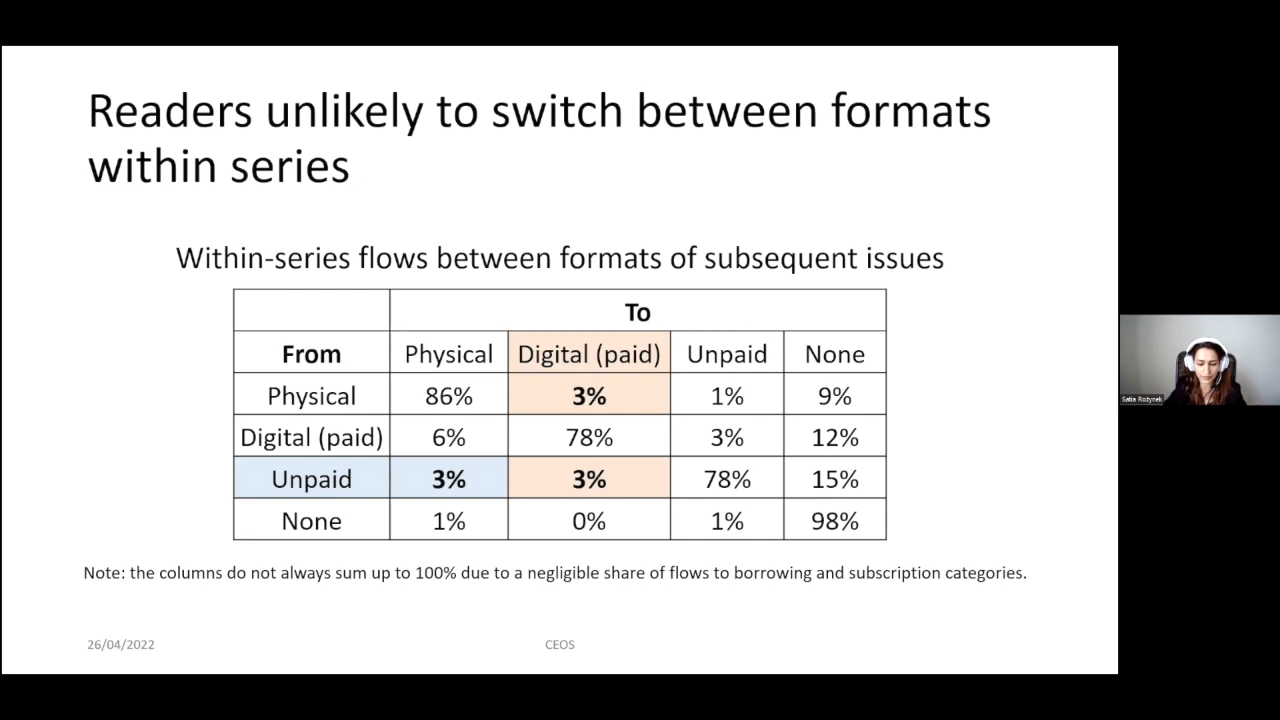 Readers unlikely to switch between formats
within series
Within-series flows between formats of subsequent issues
To
From Physical Digital (paid) Unpaid None
Physical 86% 3% 1% 9%
Digital (paid) 6% 78% 3% 12%
Unpaid 3% 3% 78% 15%
None 1% 0% 1% 98%
Note: the columns do not always sum up to 100% due to a negligible share of flows to borrowing and subscription categories.
26/04/2022 CEOS
Satia Rożynek